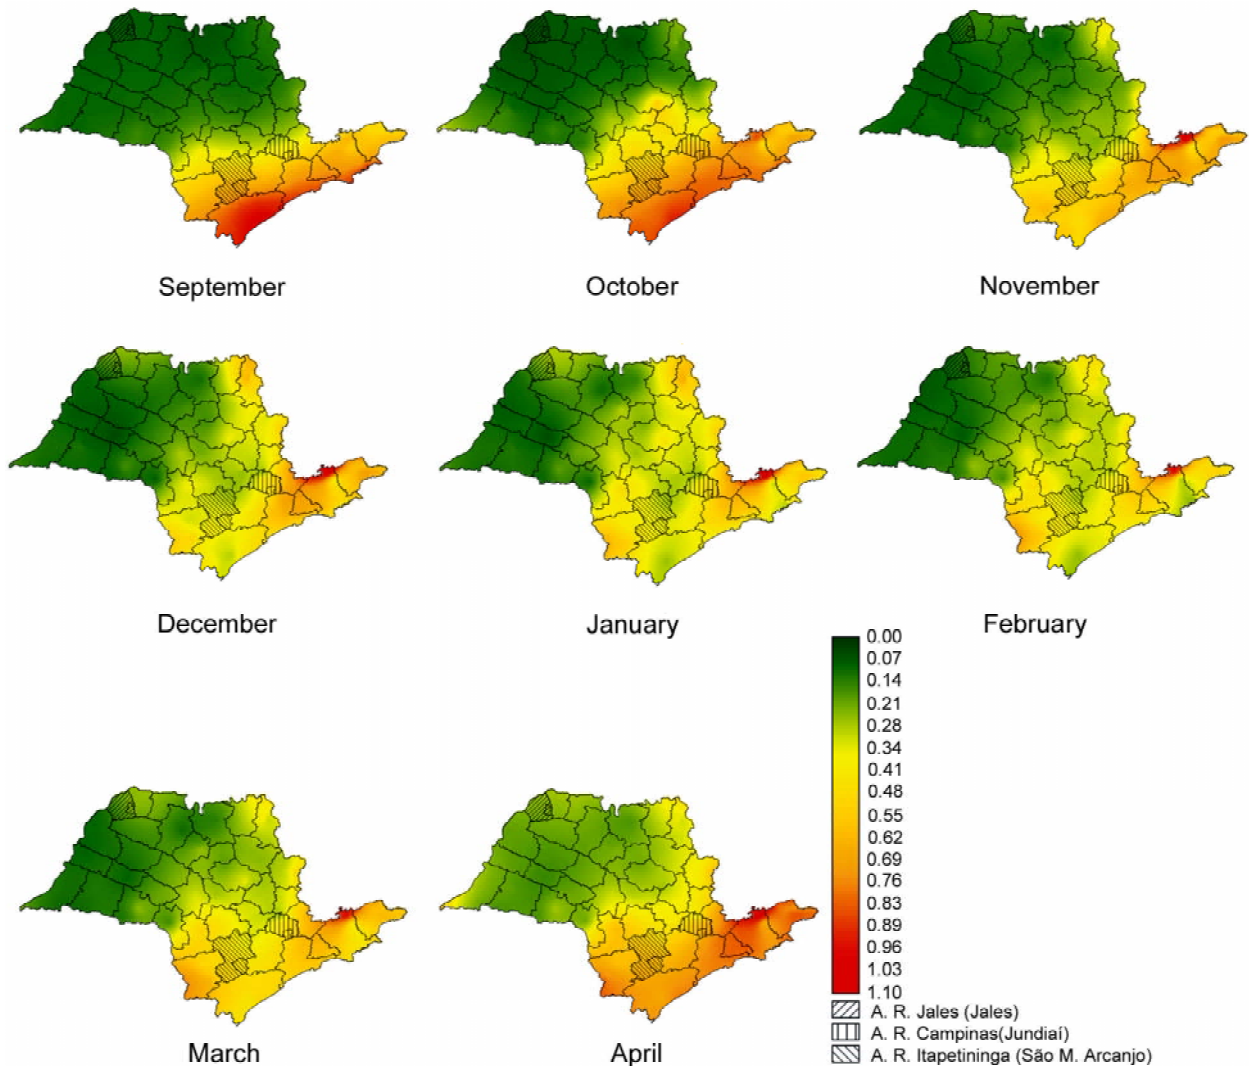 September
October
November
December
January
February
0.00
0.07
0.14
0.21
0.28
0.34
0.41
0.48
0.55
0.62
0.69
0.76
0.83
0.89
0.96
1.03
1.10
A. R. Jales (Jales)
A. R. Campinas(Jundiaí)
A. R. Itapetininga (São M. Arcanjo)
March
April